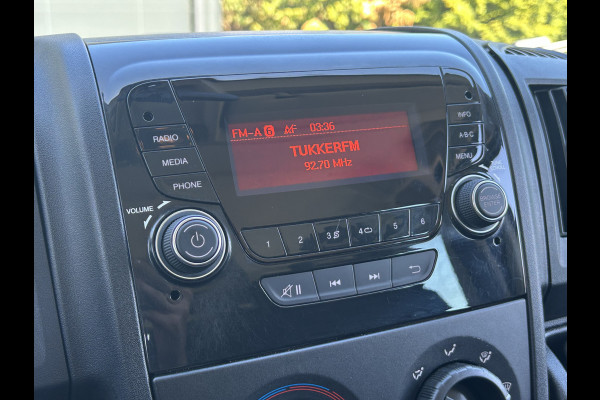 FM-A 6 AF 03:36
TUKKERFM
92.70 MHz
RADIO
MEDIA
PHONE
INFO
A·B·C
MENU
VOLUME
1 2 3 4 5 6